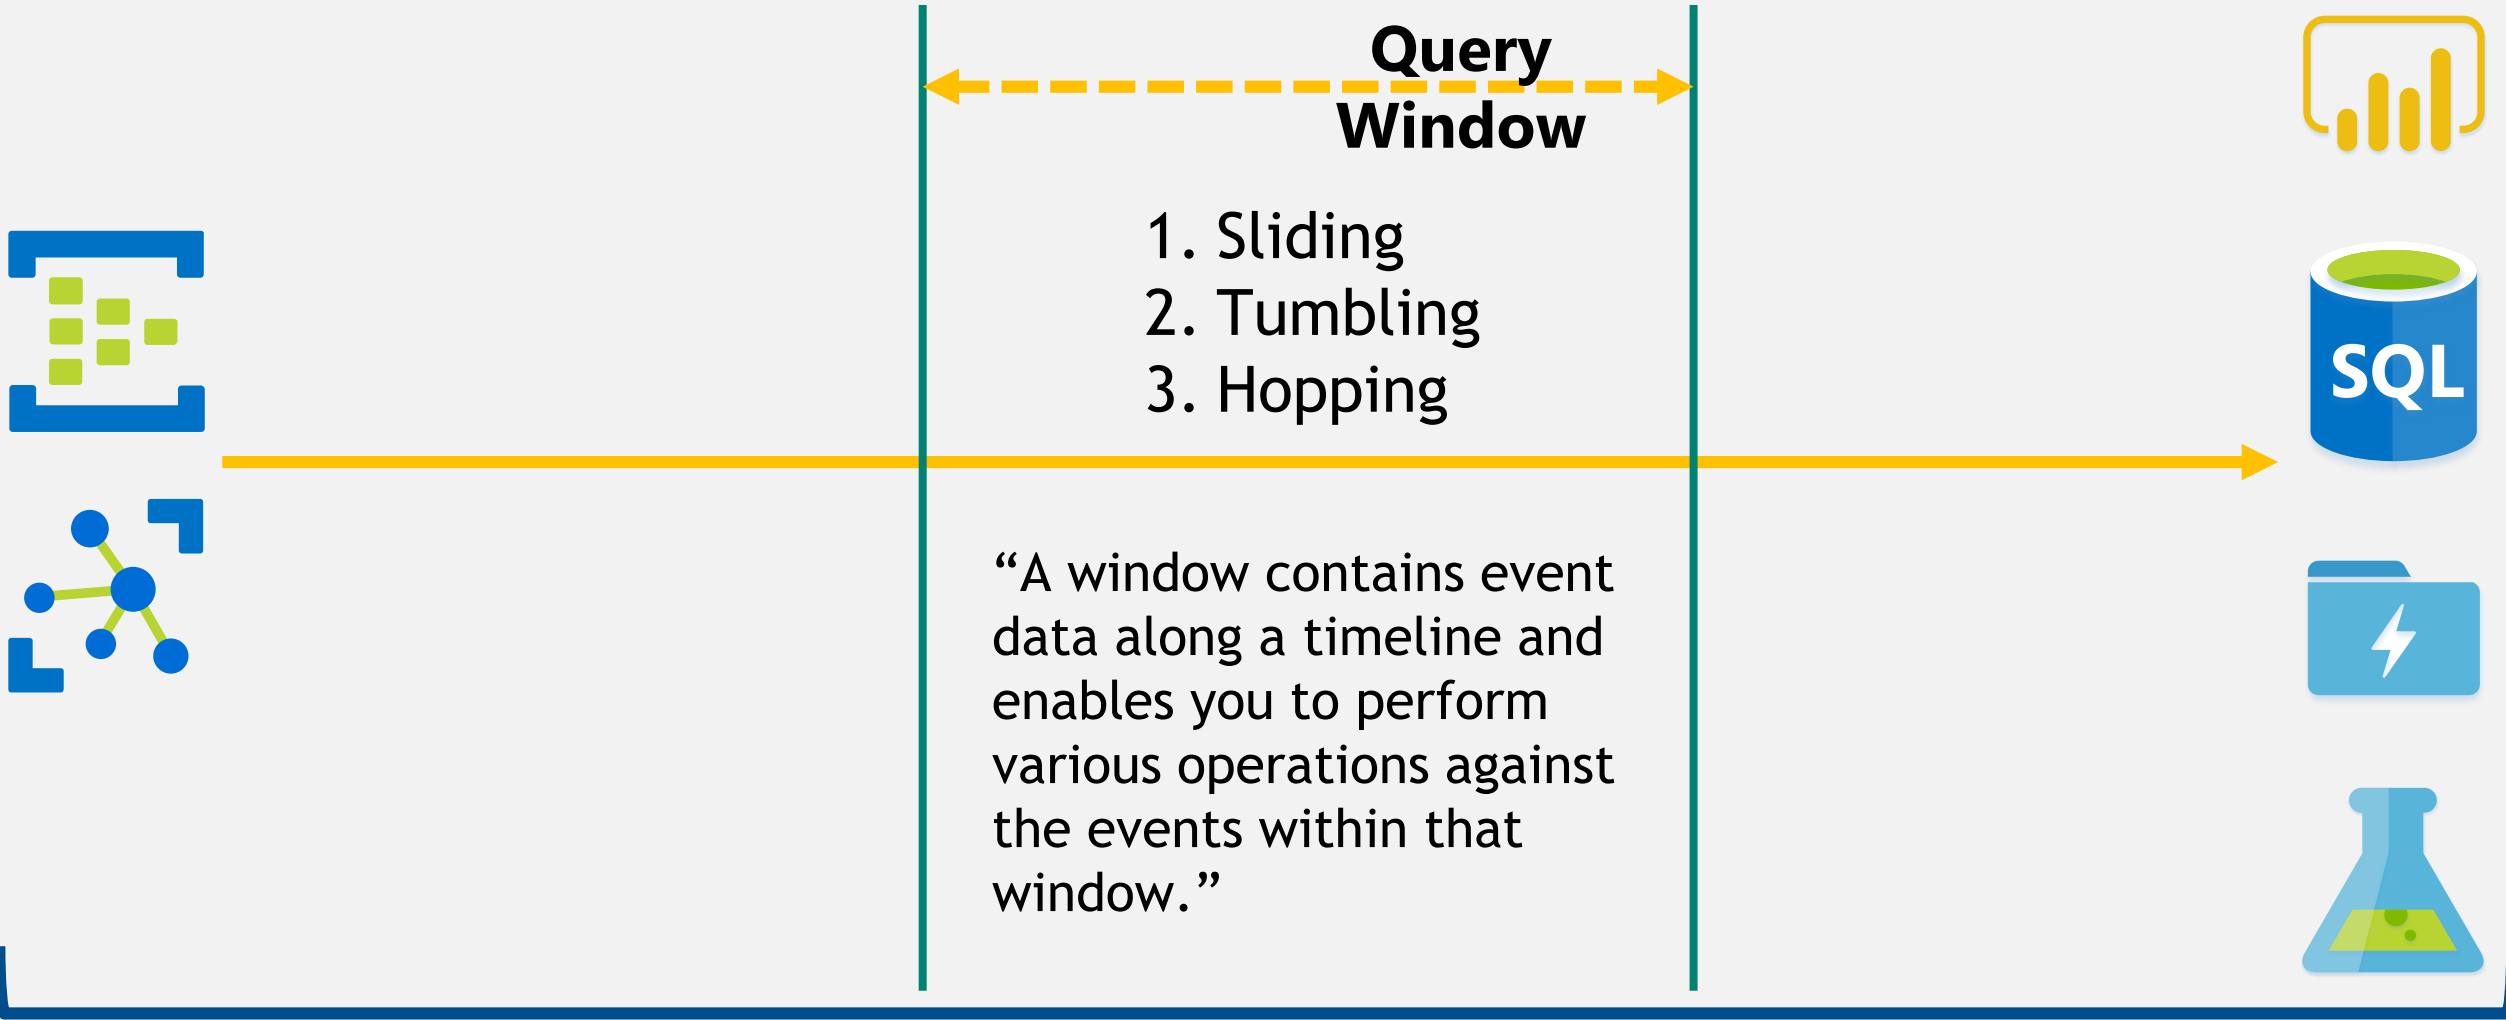 Query
Window
1. Sliding
2. Tumbling
3. Hopping
SQL
“A window contains event
data along a timeline and
enables you to perform
various operations against
the events within that
window.”